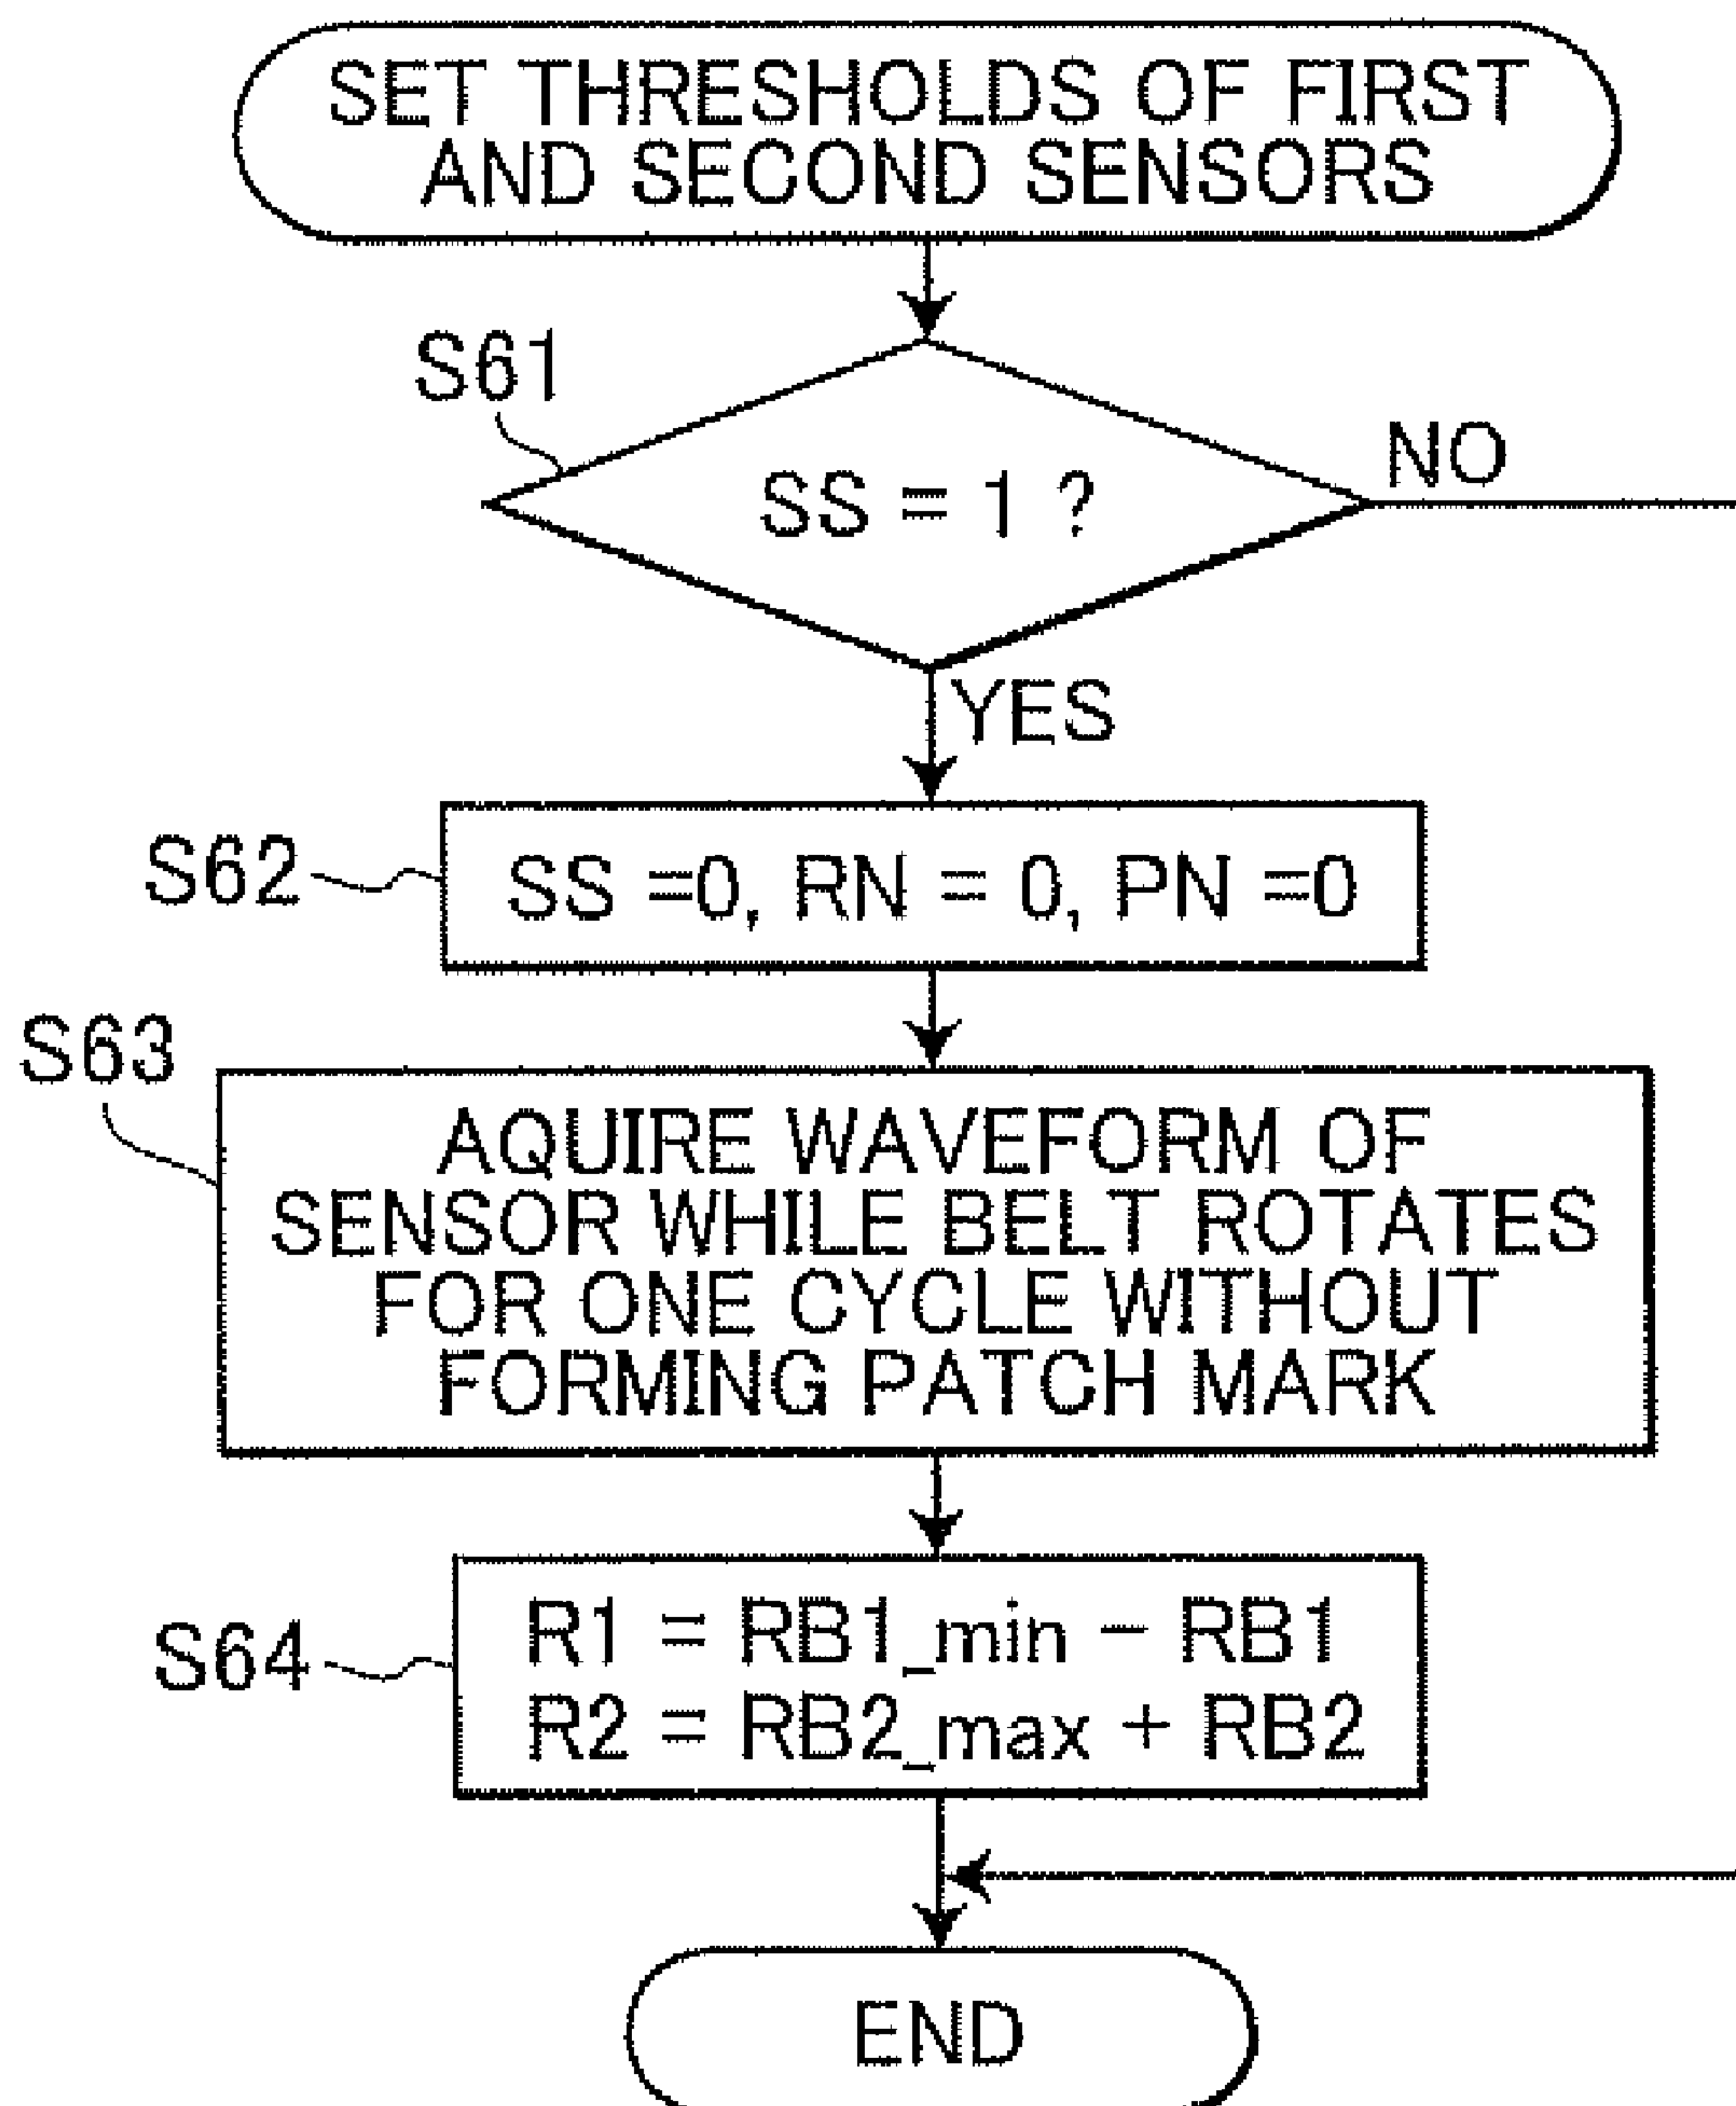 SET THRESHOLDS OF FIRST
AND SECOND SENSORS
S61
SS = 1 ?
NO
YES
S62
SS =0, RN = 0, PN =0
S63
AQUIRE WAVEFORM OF
SENSOR WHILE BELT ROTATES
FOR ONE CYCLE WITHOUT
FORMING PATCH MARK
S64
R1 = RB1_min - RB1
R2 = RB2_max + RB2
END